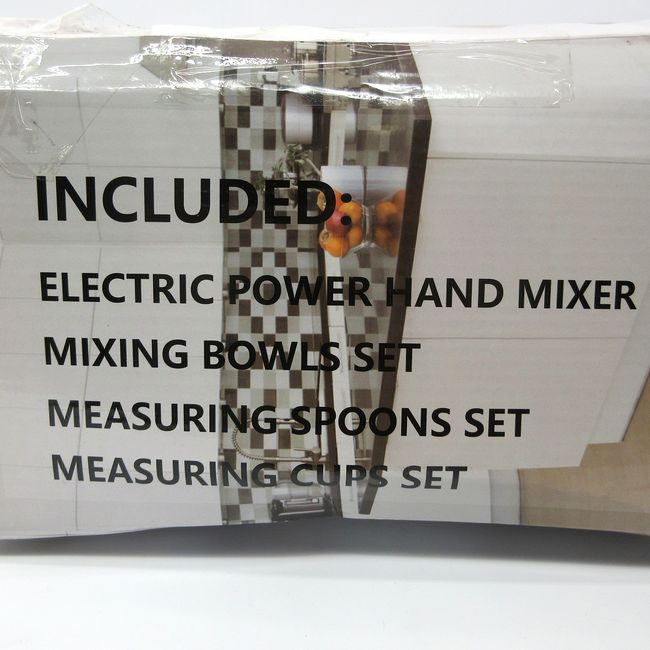 INCLUDED:
ELECTRIC POWER HAND MIXER
MIXING BOWLS SET
MEASURING SPOONS SET
MEASURING CUPS SET